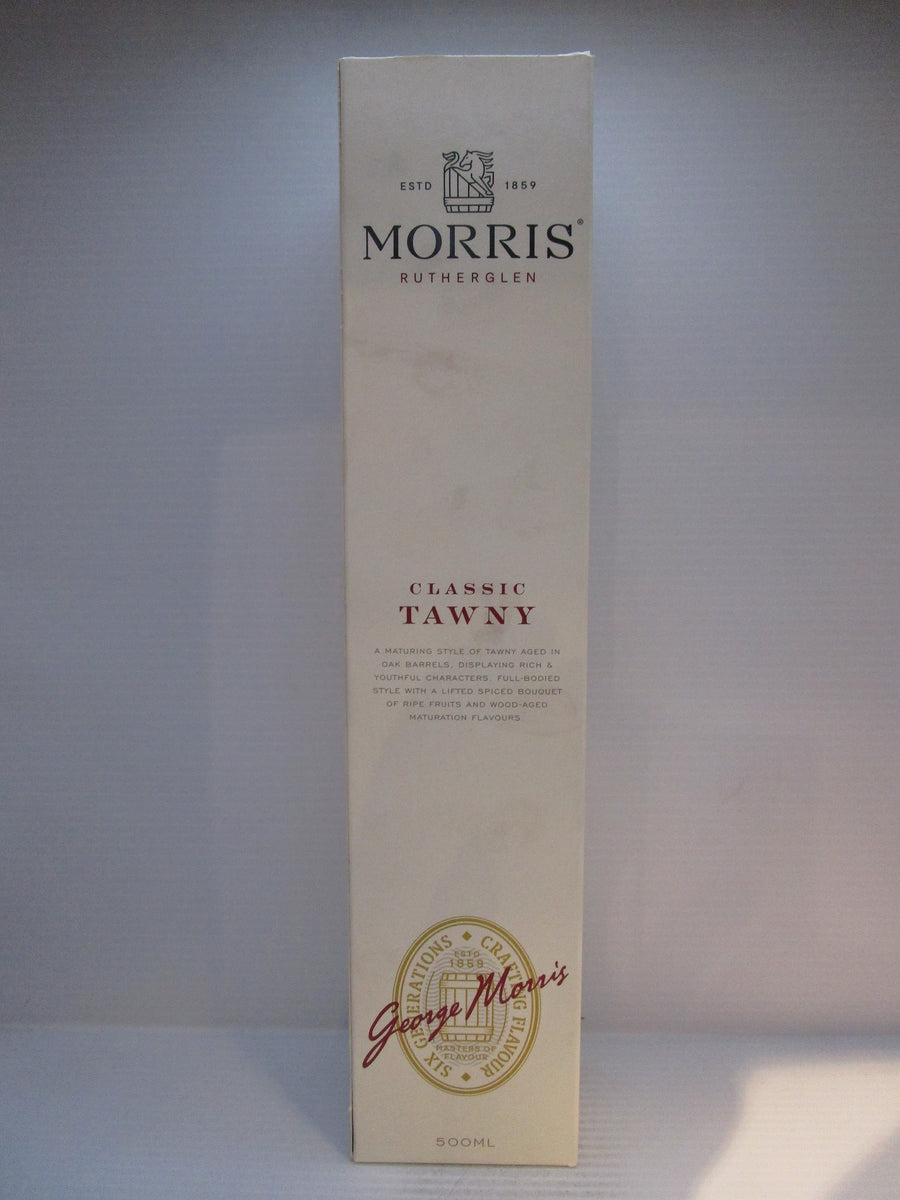 ESTD 1859
MORRIS®
RUTHERGLEN
CLASSIC
TAWNY
A MATURING STYLE OF TAWNY AGED IN
OAK BARRELS, DISPLAYING RICH &
YOUTHFUL CHARACTERS. FULL-BODIED
STYLE WITH A LIFTED SPICED BOUQUET
OF RIPE FRUITS AND WOOD-AGED
MATURATION FLAVOURS
SIX GENERATIONS ◆ CRAFTING FLAVOUR ◆
ESTD
1859
George Morris
MASTERS OF
FLAVOUR
500ML